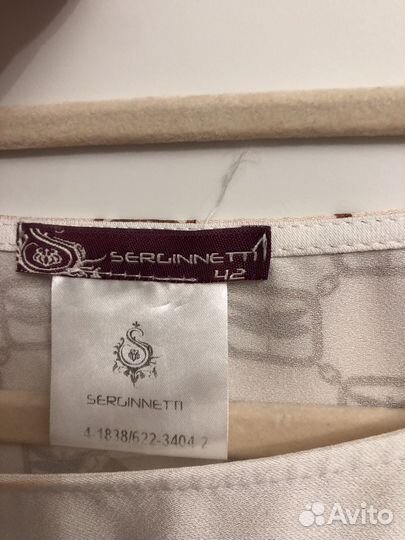 SERGINNETTI
42
SERGINNETTI
4-1838/622-3404 2
Avito